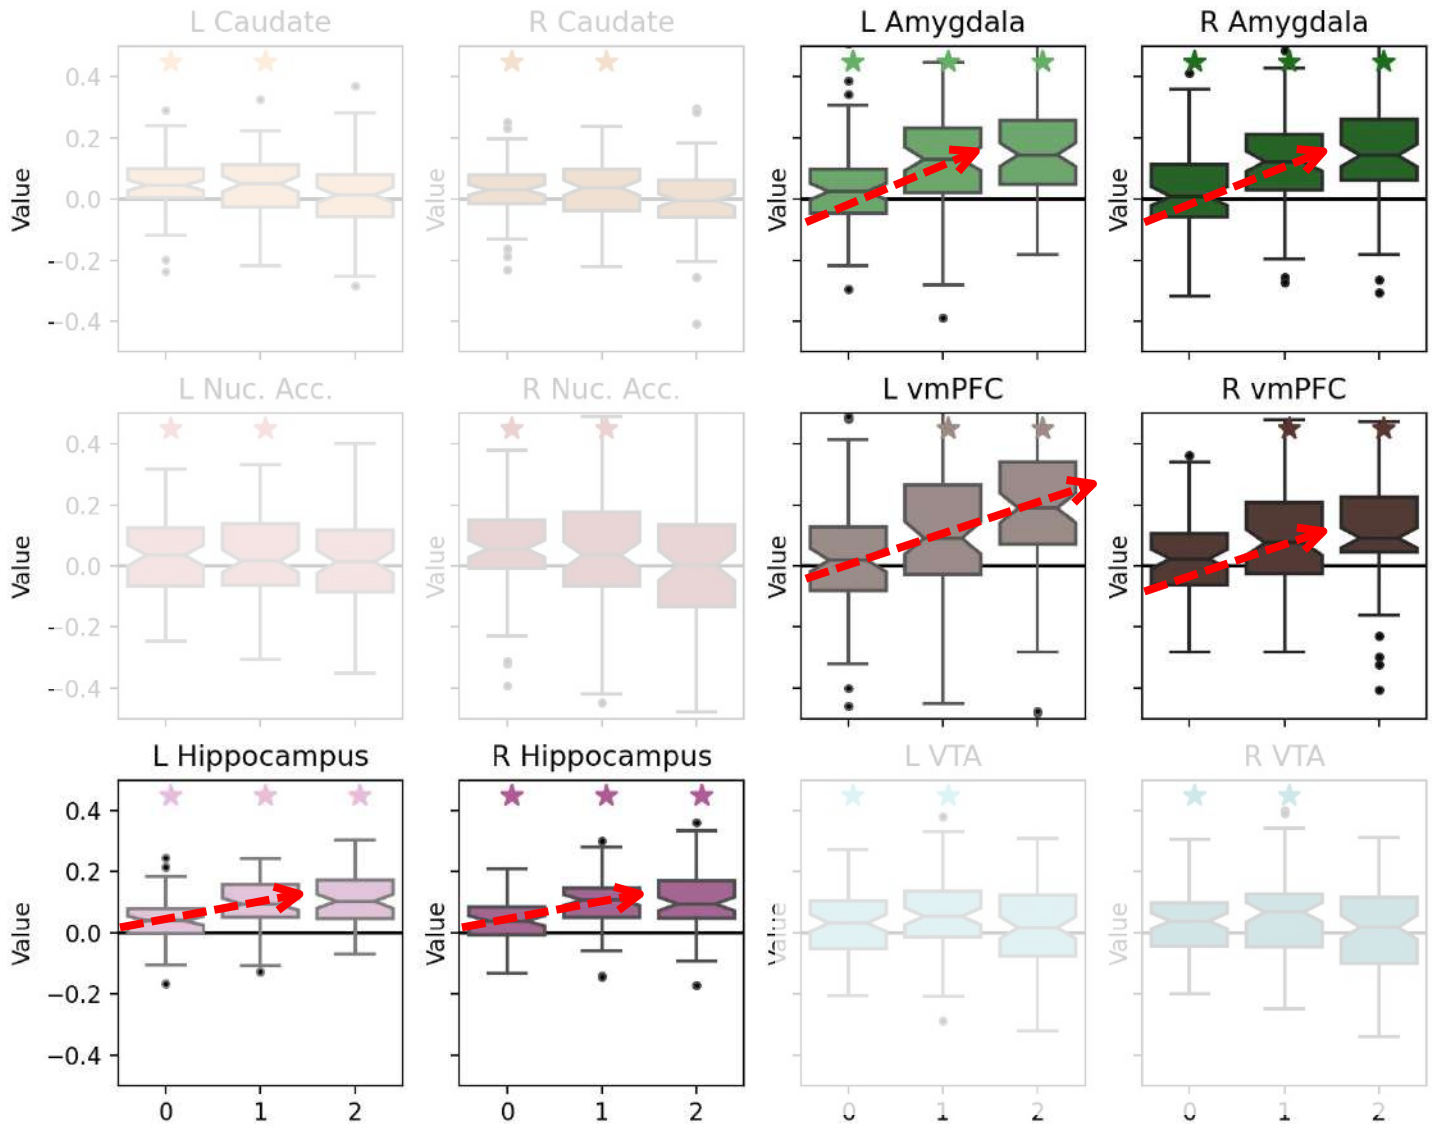 L Caudate R Caudate L Amygdala R Amygdala
0.4
0.2
0.0
−0.2
−0.4
Value Value Value Value
L Nuc. Acc. R Nuc. Acc. L vmPFC R vmPFC
0.4
0.2
0.0
−0.2
−0.4
Value Value Value Value
L Hippocampus R Hippocampus L VTA R VTA
0.4
0.2
0.0
−0.2
−0.4
Value Value Value Value
0 1 2 0 1 2 0 1 2 0 1 2